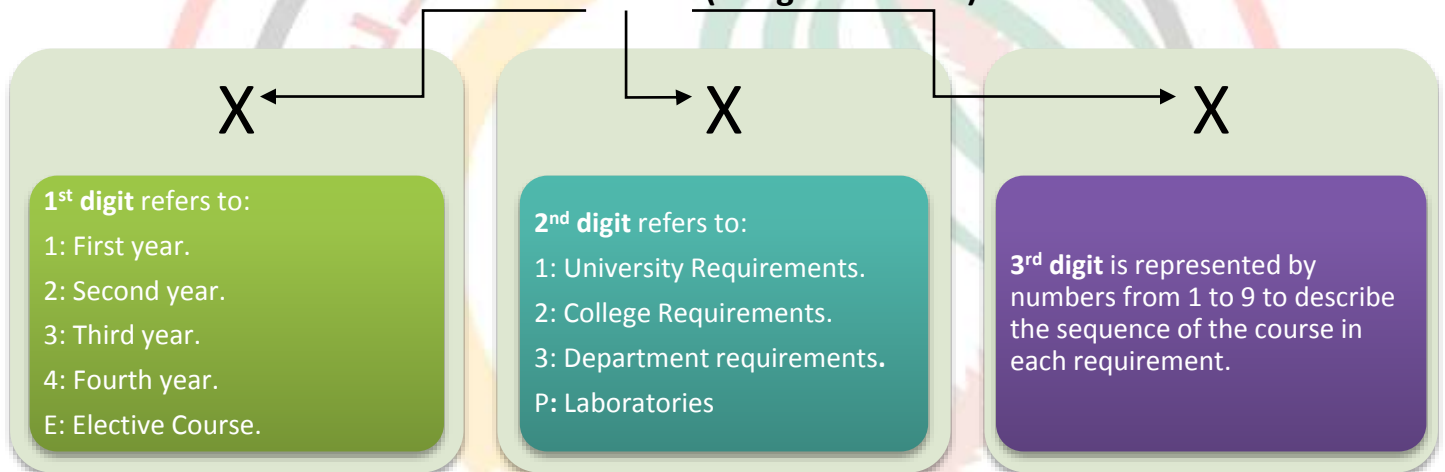 X
X
X
1st digit refers to:
1: First year.
2: Second year.
3: Third year.
4: Fourth year.
E: Elective Course.
2nd digit refers to:
1: University Requirements.
2: College Requirements.
3: Department requirements.
P: Laboratories
3rd digit is represented by
numbers from 1 to 9 to describe
the sequence of the course in
each requirement.